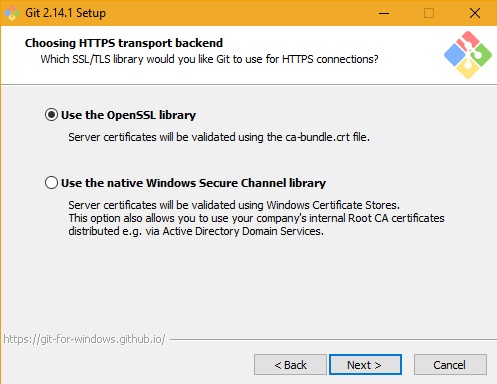 Git 2.14.1 Setup
Choosing HTTPS transport backend
Which SSL/TLS library would you like Git to use for HTTPS connections?
Use the OpenSSL library
Server certificates will be validated using the ca-bundle.crt file.
Use the native Windows Secure Channel library
Server certificates will be validated using Windows Certificate Stores.
This option also allows you to use your company's internal Root CA certificates
distributed e.g. via Active Directory Domain Services.
https://git-for-windows.github.io/
< Back Next > Cancel